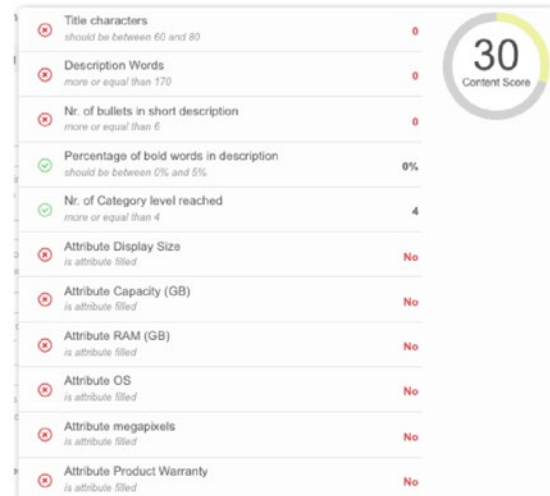 Title characters
should be between 60 and 80
0
Description Words
more or equal than 170
0
Nr. of bullets in short description
more or equal than 6
0
Percentage of bold words in description
should be between 0% and 5%
0%
Nr. of Category level reached
more or equal than 4
4
Attribute Display Size
is attribute filled
No
Attribute Capacity (GB)
is attribute filled
No
Attribute RAM (GB)
is attribute filled
No
Attribute OS
is attribute filled
No
Attribute megapixels
is attribute filled
No
Attribute Product Warranty
is attribute filled
No
30
Content Score